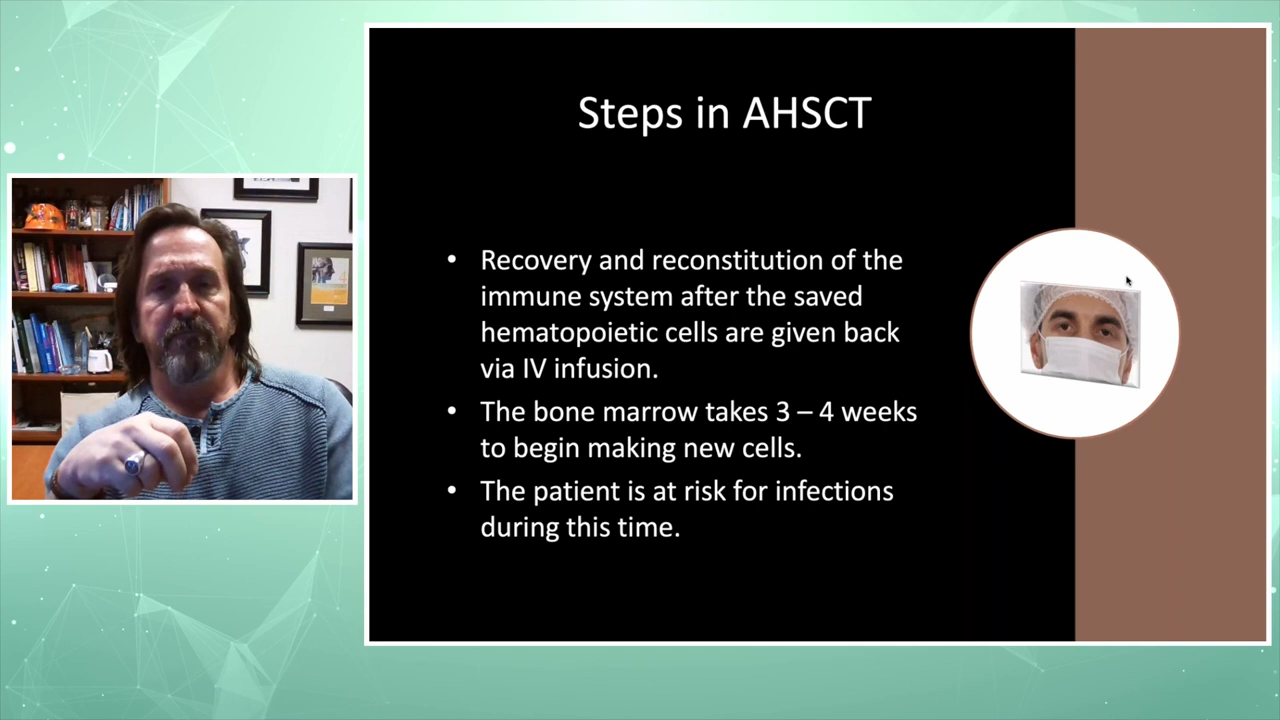 Steps in AHSCT
• Recovery and reconstitution of the
immune system after the saved
hematopoietic cells are given back
via IV infusion.
• The bone marrow takes 3 – 4 weeks
to begin making new cells.
• The patient is at risk for infections
during this time.